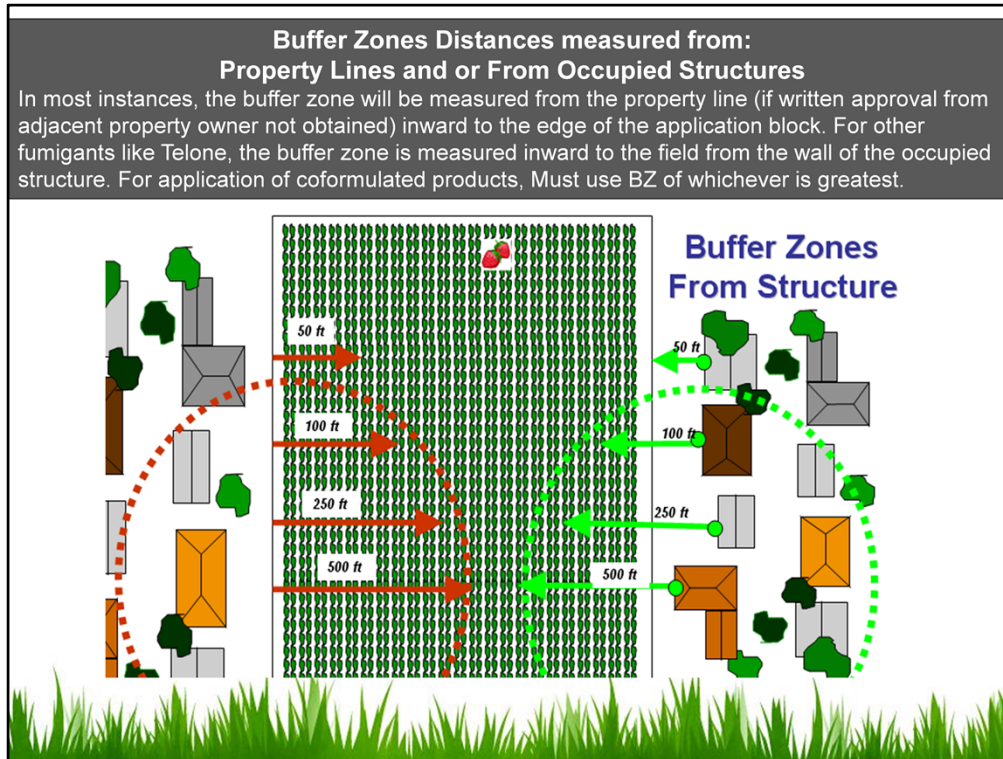 Buffer Zones Distances measured from:
Property Lines and or From Occupied Structures
In most instances, the buffer zone will be measured from the property line (if written approval from
adjacent property owner not obtained) inward to the edge of the application block. For other
fumigants like Telone, the buffer zone is measured inward to the field from the wall of the occupied
structure. For application of coformulated products, Must use BZ of whichever is greatest.
Buffer Zones
From Structure
50 ft
50 ft
100 ft
100 ft
250 ft
250 ft
500 ft
500 ft